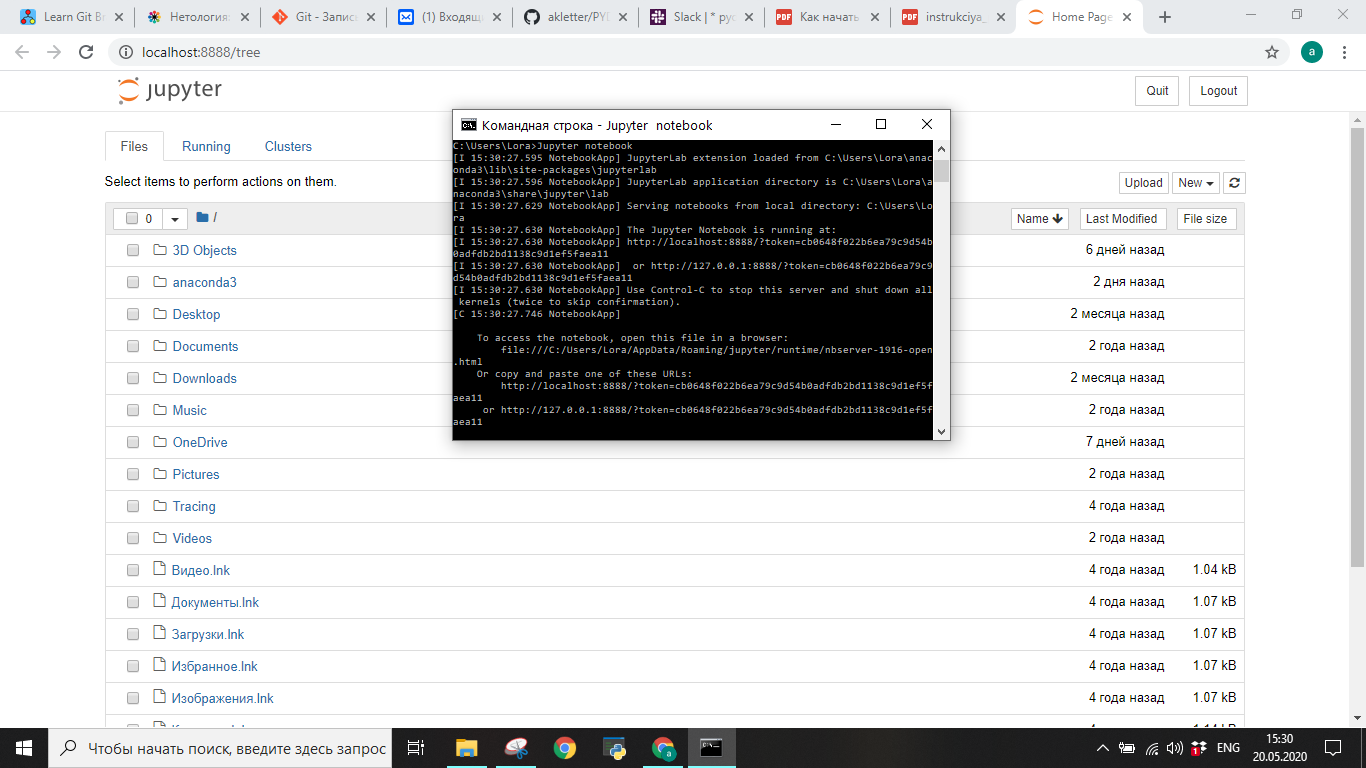 Learn Git Br
Нетология:
Git - Запис
(1) Входящ
akletter/PYD
Slack | * рус
Как начать
instrukciya_
Home Page
localhost:8888/tree
a
jupyter
Quit
Logout
Files
Running
Clusters
Select items to perform actions on them.
Upload
New
0
/
Name
Last Modified
File size
3D Objects
6 дней назад
anaconda3
2 дня назад
Desktop
2 месяца назад
Documents
2 года назад
Downloads
2 месяца назад
Music
2 года назад
OneDrive
7 дней назад
Pictures
2 года назад
Tracing
4 года назад
Videos
2 года назад
Видео.lnk
4 года назад
1.04 kB
Документы.lnk
4 года назад
1.07 kB
Загрузки.lnk
4 года назад
1.07 kB
Избранное.lnk
4 года назад
1.07 kB
Изображения.lnk
4 года назад
1.07 kB
Командная строка - Jupyter notebook
C:\Users\Lora>Jupyter notebook
[I 15:30:27.595 NotebookApp] JupyterLab extension loaded from C:\Users\Lora\anac
onda3\lib\site-packages\jupyterlab
[I 15:30:27.596 NotebookApp] JupyterLab application directory is C:\Users\Lora\a
naconda3\share\jupyter\lab
[I 15:30:27.629 NotebookApp] Serving notebooks from local directory: C:\Users\Lo
ra
[I 15:30:27.630 NotebookApp] The Jupyter Notebook is running at:
[I 15:30:27.630 NotebookApp] http://localhost:8888/?token=cb0648f022b6ea79c9d54b
0adfdb2bd1138c9d1ef5faea11
[I 15:30:27.630 NotebookApp]  or http://127.0.0.1:8888/?token=cb0648f022b6ea79c9
d54b0adfdb2bd1138c9d1ef5faea11
[I 15:30:27.630 NotebookApp] Use Control-C to stop this server and shut down all
kernels (twice to skip confirmation).
[C 15:30:27.746 NotebookApp]
To access the notebook, open this file in a browser:
file:///C:/Users/Lora/AppData/Roaming/jupyter/runtime/nbserver-1916-open
.html
Or copy and paste one of these URLs:
http://localhost:8888/?token=cb0648f022b6ea79c9d54b0adfdb2bd1138c9d1ef5f
aea11
or http://127.0.0.1:8888/?token=cb0648f022b6ea79c9d54b0adfdb2bd1138c9d1ef5f
aea11
Чтобы начать поиск, введите здесь запрос
ENG
15:30
20.05.2020